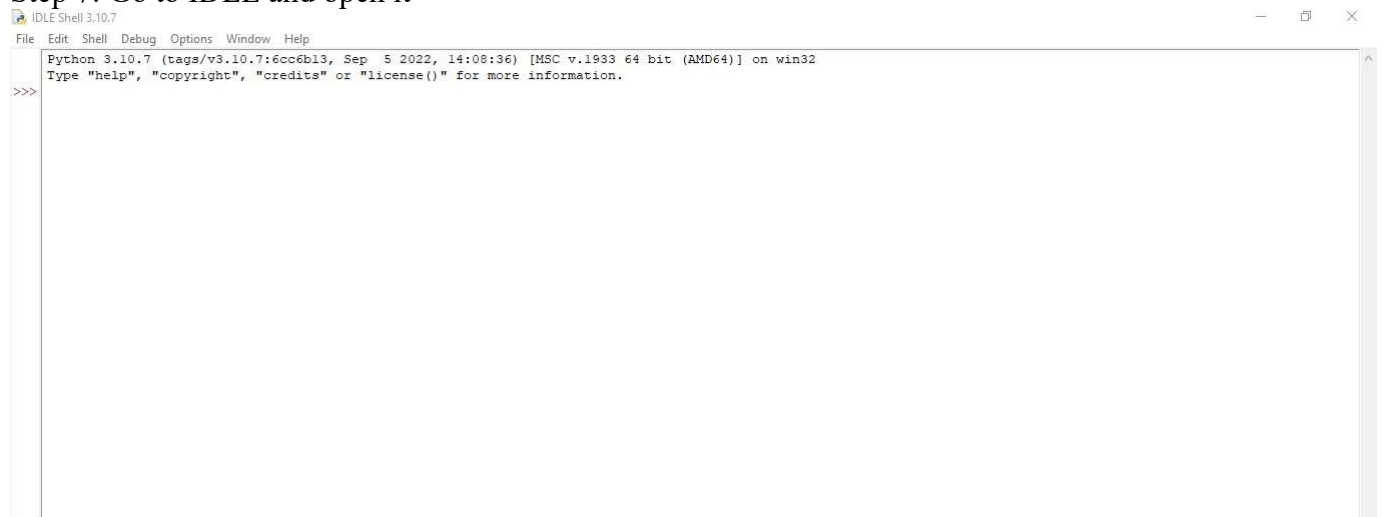 Step 7: Go to IDLE and open it
IDLE Shell 3.10.7
File Edit Shell Debug Options Window Help
Python 3.10.7 (tags/v3.10.7:6cc6b13, Sep  5 2022, 14:08:36) [MSC v.1933 64 bit (AMD64)] on win32
Type "help", "copyright", "credits" or "license()" for more information.
>>>